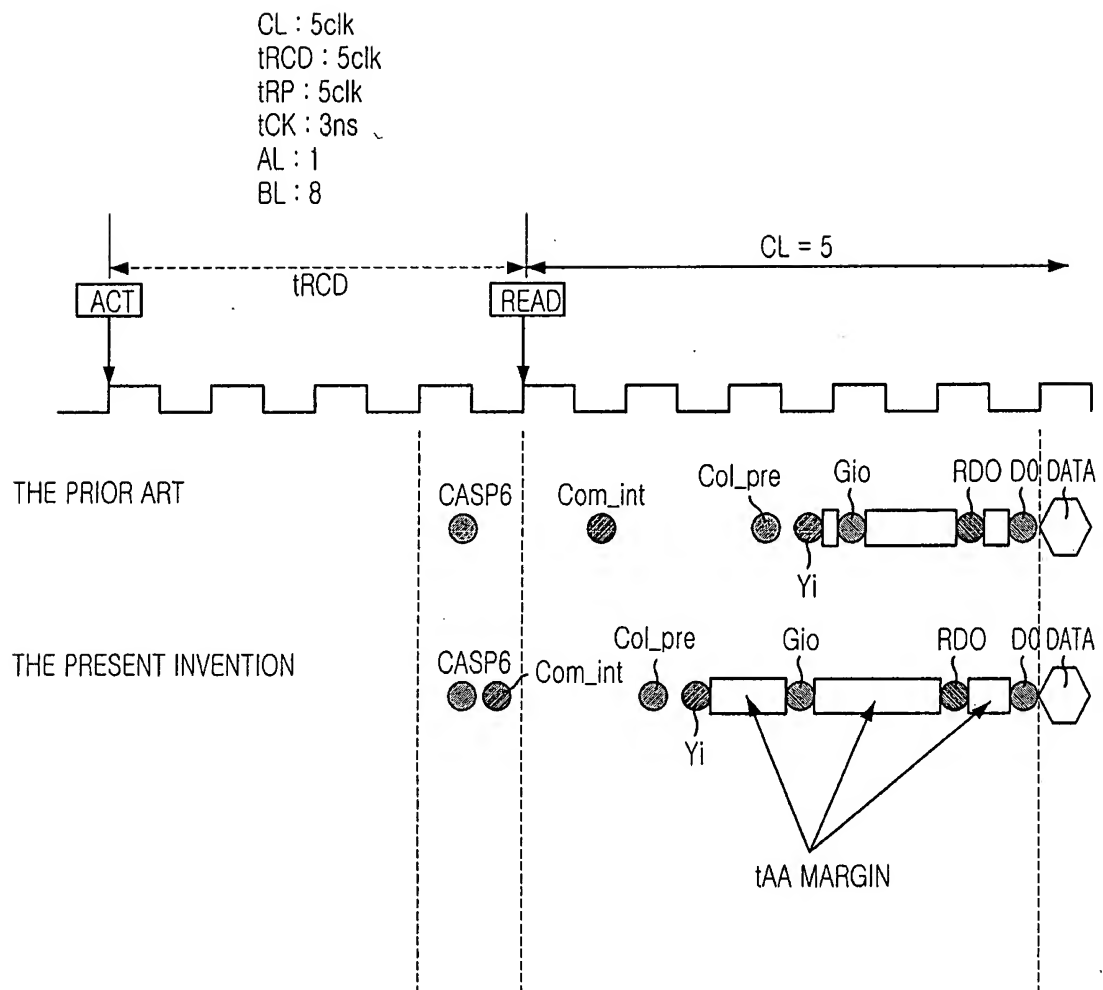 CL : 5clk
tRCD : 5clk
tRP : 5clk
tCK : 3ns
AL : 1
BL : 8
CL = 5
tRCD
ACT
READ
THE PRIOR ART
CASP6
Com_int
Col_pre
Gio
RDO
D0
DATA
Yi
THE PRESENT INVENTION
CASP6
Com_int
Col_pre
Gio
RDO
D0
DATA
Yi
tAA MARGIN